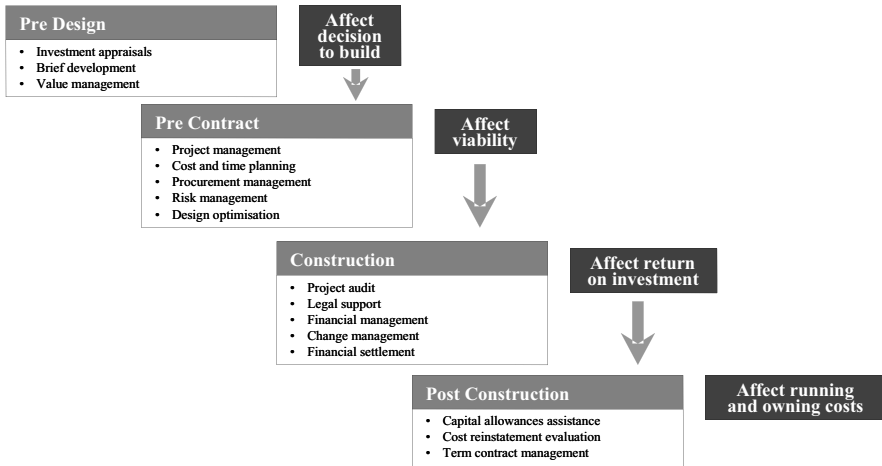 Pre Design
• Investment appraisals
• Brief development
• Value management
Affect
decision
to build
Pre Contract
• Project management
• Cost and time planning
• Procurement management
• Risk management
• Design optimisation
Affect
viability
Construction
• Project audit
• Legal support
• Financial management
• Change management
• Financial settlement
Affect return
on investment
Post Construction
• Capital allowances assistance
• Cost reinstatement evaluation
• Term contract management
Affect running
and owning costs